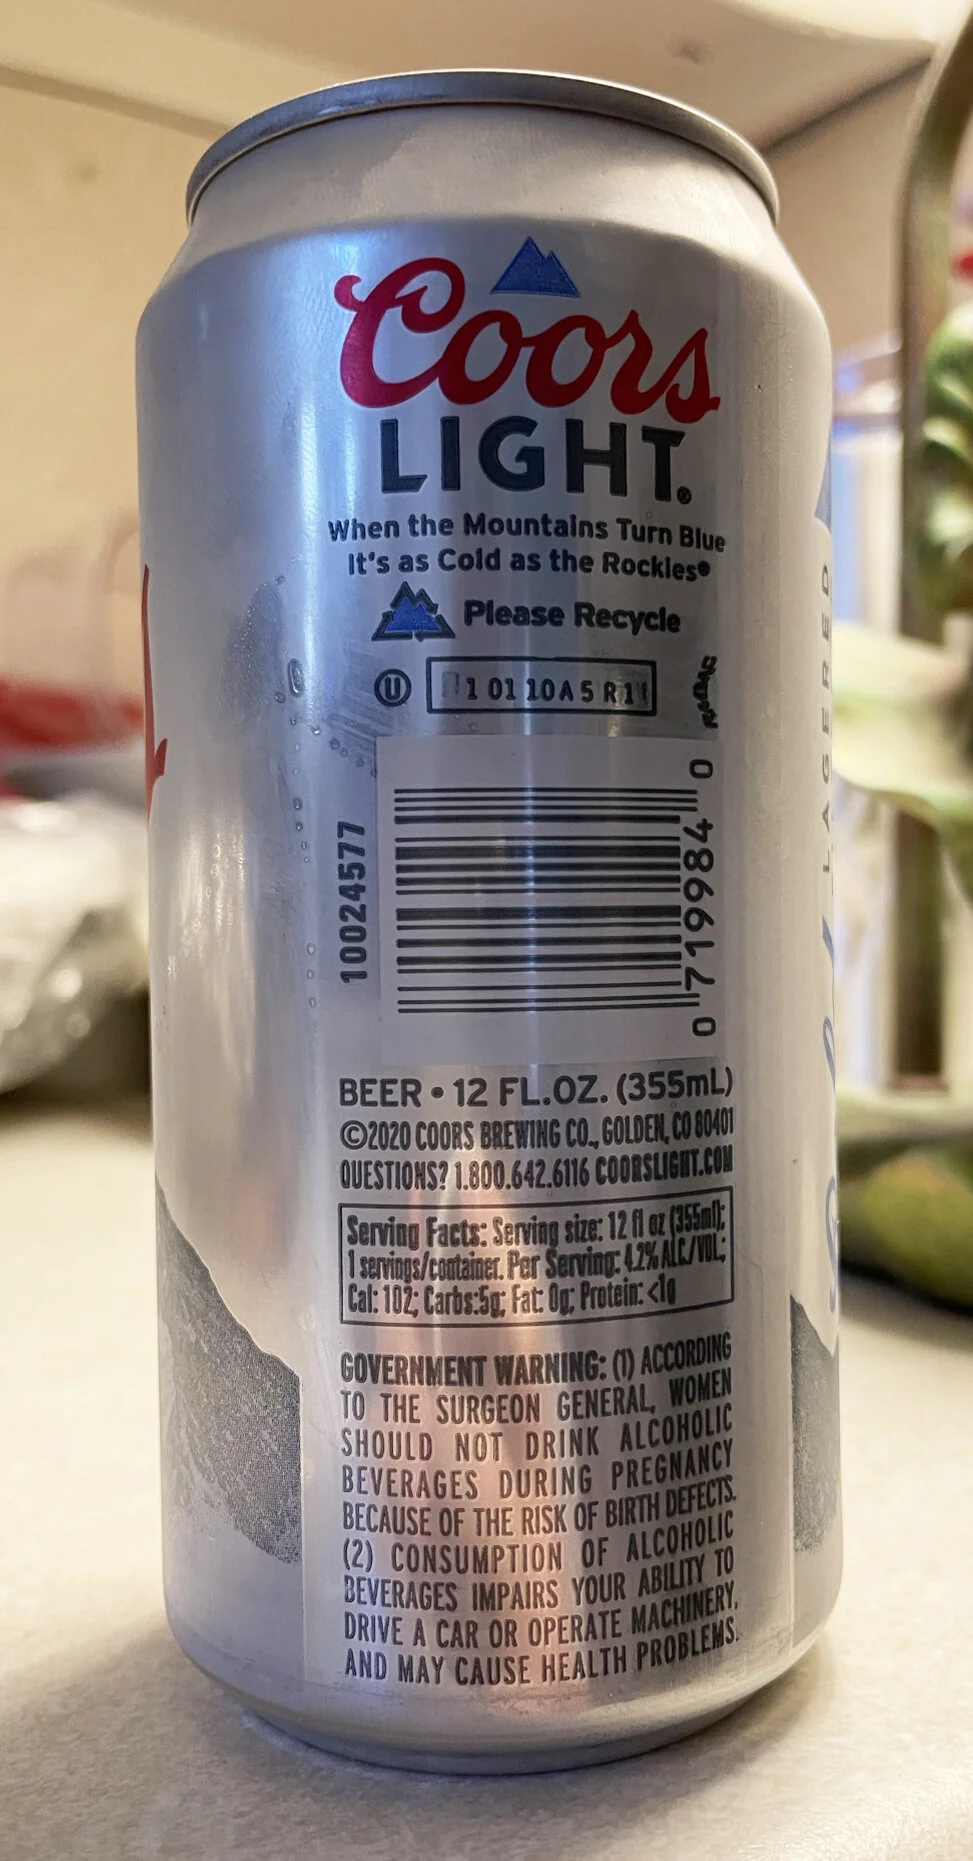 Coors
LIGHT®
When the Mountains Turn Blue
It's as Cold as the Rockies®
Please Recycle
U
1 01 10A 5 R1
10024577
0 719984 0
BEER • 12 FL.OZ. (355mL)
©2020 COORS BREWING CO., GOLDEN, CO 80401
QUESTIONS? 1.800.642.6116 COORSLIGHT.COM
Serving Facts: Serving size: 12 fl oz (355ml);
1 servings/container. Per Serving: 4.2% ALC/VOL;
Cal: 102; Carbs:5g; Fat: 0g; Protein: <1g
GOVERNMENT WARNING: (1) ACCORDING
TO THE SURGEON GENERAL, WOMEN
SHOULD NOT DRINK ALCOHOLIC
BEVERAGES DURING PREGNANCY
BECAUSE OF THE RISK OF BIRTH DEFECTS.
(2) CONSUMPTION OF ALCOHOLIC
BEVERAGES IMPAIRS YOUR ABILITY TO
DRIVE A CAR OR OPERATE MACHINERY,
AND MAY CAUSE HEALTH PROBLEMS.
LAGERED